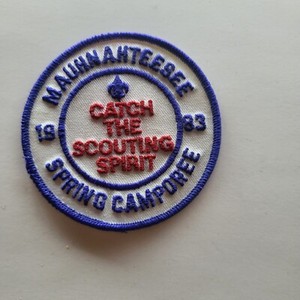 MAUHNAHTEESEE
19 83
CATCH
THE
SCOUTING
SPIRIT
SPRING CAMPOREE